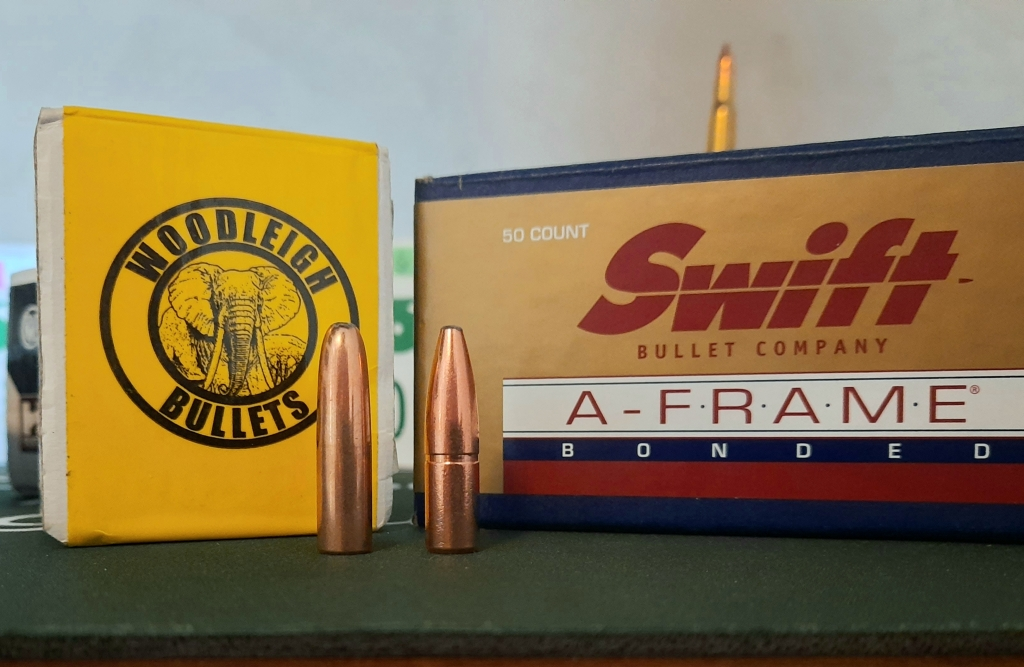 WOODLEIGH
BULLETS
50 COUNT
Swift
BULLET COMPANY
A-F·R·A·M·E®
BONDED